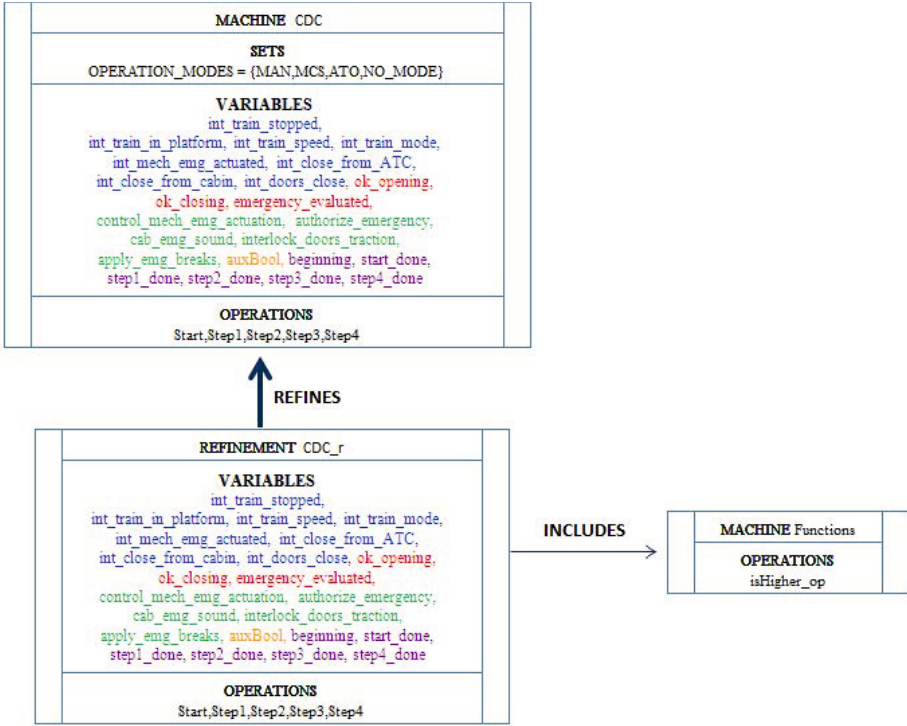 MACHINE CDC
SETS
OPERATION_MODES = {MAN,MCS,ATO,NO_MODE}
VARIABLES
int_train_stopped,
int_train_in_platform, int_train_speed, int_train_mode,
int_mech_emg_actuated, int_close_from_ATC,
int_close_from_cabin, int_doors_close, ok_opening,
ok_closing, emergency_evaluated,
control_mech_emg_actuation, authorize_emergency,
cab_emg_sound, interlock_doors_traction,
apply_emg_breaks, auxBool, beginning, start_done,
step1_done, step2_done, step3_done, step4_done
OPERATIONS
Start,Step1,Step2,Step3,Step4
REFINES
REFINEMENT CDC_r
VARIABLES
int_train_stopped,
int_train_in_platform, int_train_speed, int_train_mode,
int_mech_emg_actuated, int_close_from_ATC,
int_close_from_cabin, int_doors_close, ok_opening,
ok_closing, emergency_evaluated,
control_mech_emg_actuation, authorize_emergency,
cab_emg_sound, interlock_doors_traction,
apply_emg_breaks, auxBool, beginning, start_done,
step1_done, step2_done, step3_done, step4_done
OPERATIONS
Start,Step1,Step2,Step3,Step4
INCLUDES
MACHINE Functions
OPERATIONS
isHigher_op